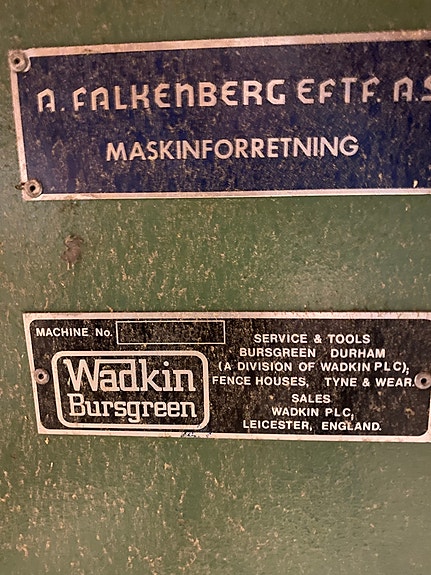 A. FALKENBERG EFTF. A.S
MASKINFORRETNING
MACHINE No.
Wadkin
Bursgreen
SERVICE & TOOLS
BURSGREEN DURHAM
(A DIVISION OF WADKIN PLC);
FENCE HOUSES, TYNE & WEAR.
SALES
WADKIN PLC;
LEICESTER, ENGLAND.